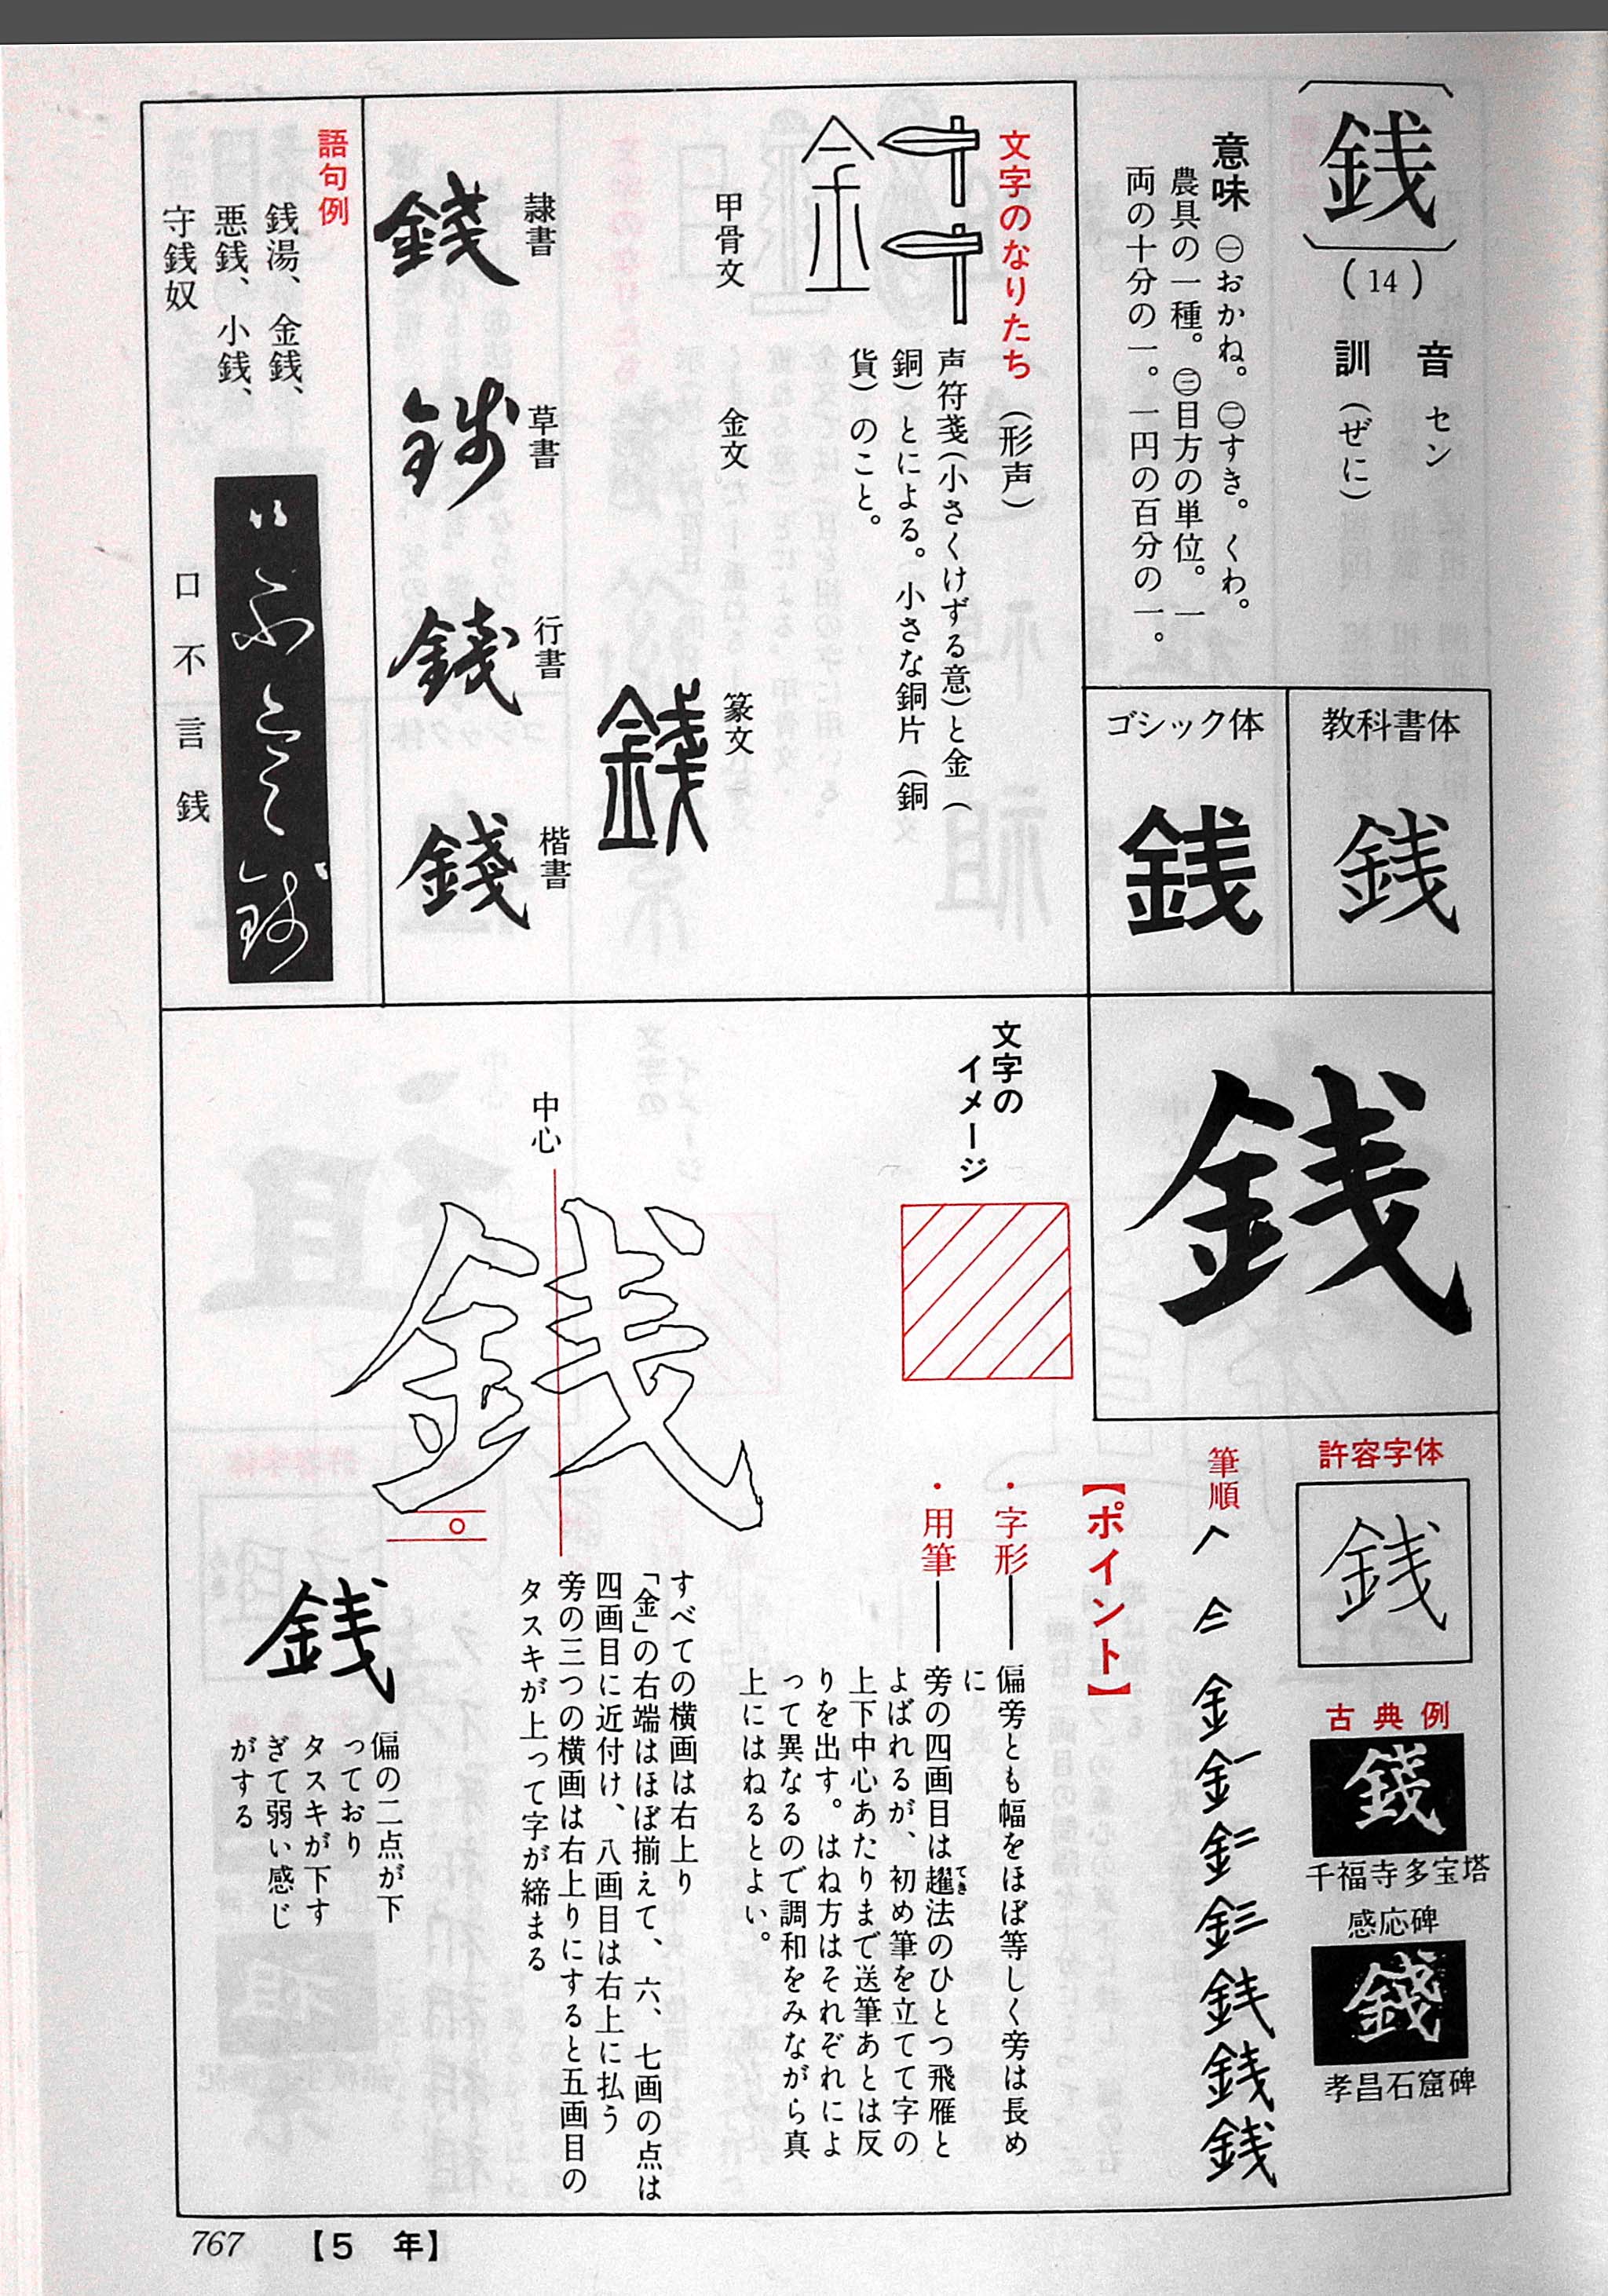 銭
(14)
音 セン
訓 (ぜに)
意味 ㊀おかね。㊁すき。くわ。
農具の一種。㊂目方の単位。一
両の十分の一。一円の百分の一。
教科書体
銭
ゴシック体
銭
文字のなりたち (形声)
声符戔(小さくけずる意)と金(
銅)とによる。小さな銅片(銅
貨)のこと。
甲骨文
金文
篆文
錢
隷書
錢
草書
銭
行書
錢
楷書
錢
語句例
銭湯、金銭、
悪銭、小銭、
守銭奴
口不言銭
口不言銭
銭
許容字体
銭
古典例
錢
千福寺多宝塔
感応碑
錢
孝昌石窟碑
筆順
銭
文字の
イメージ
中心
銭
【ポイント】
・字形──偏旁とも幅をほぼ等しく旁は長め
に
・用筆──旁の四画目は趯法のひとつ飛雁と
てき
よばれるが、初め筆を立てて字の
上下中心あたりまで送筆あとは反
りを出す。はね方はそれぞれによ
って異なるので調和をみながら真
上にはねるとよい。
すべての横画は右上り
「金」の右端はほぼ揃えて、六、七画の点は
四画目に近付け、八画目は右上に払う
旁の三つの横画は右上りにすると五画目の
タスキが上って字が締まる
銭
偏の二点が下
っており
タスキが下す
ぎて弱い感じ
がする
767 【5 年】